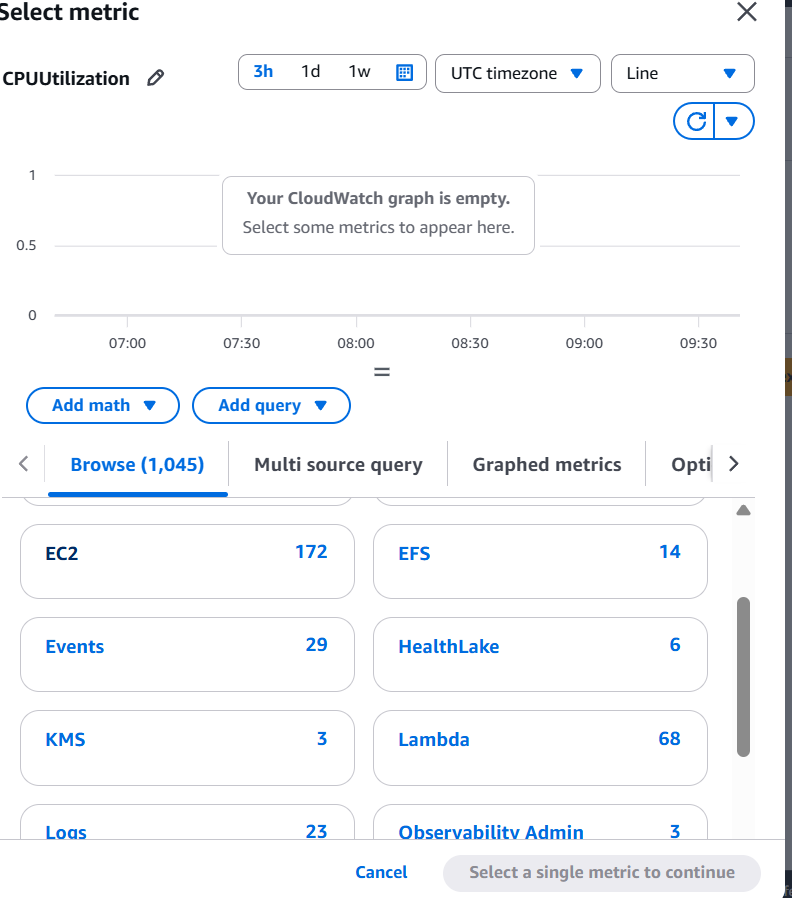 Select metric
CPUUtilization
3h 1d 1w
UTC timezone
Line
1
0.5
0
Your CloudWatch graph is empty.
Select some metrics to appear here.
07:00 07:30 08:00 08:30 09:00 09:30
Add math
Add query
Browse (1,045)
Multi source query
Graphed metrics
Opti
EC2 172
EFS 14
Events 29
HealthLake 6
KMS 3
Lambda 68
Logs 23
Observability Admin 3
Cancel
Select a single metric to continue